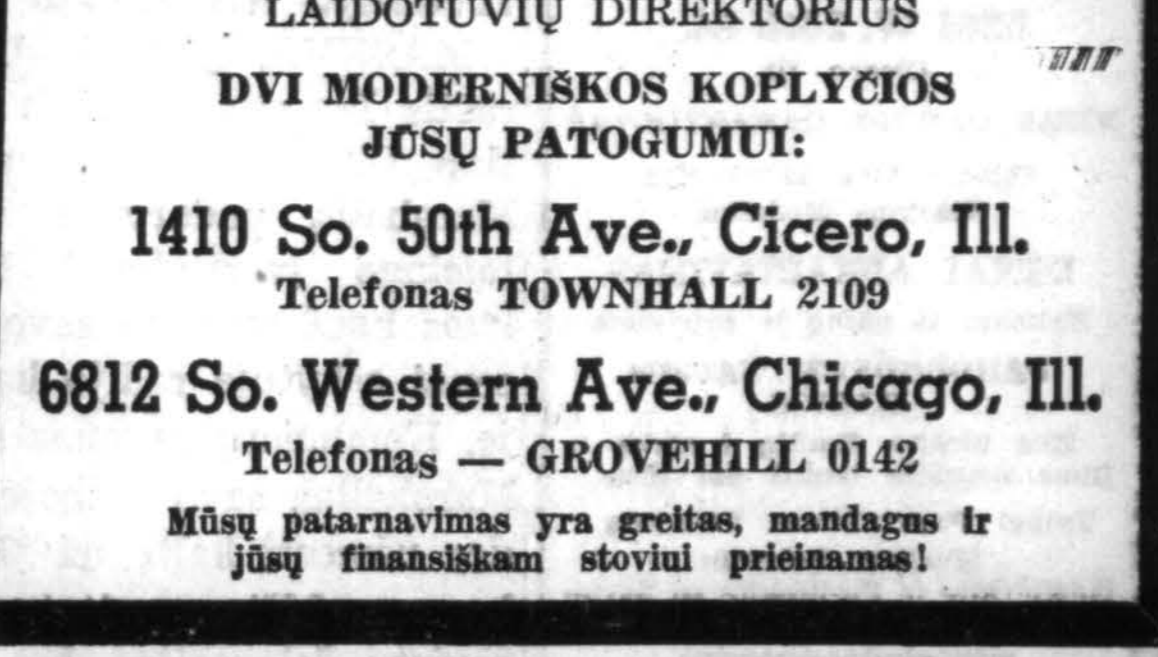 LAIDOTUVIŲ DIREKTORIUS
DVI MODERNIŠKOS KOPLYČIOS
JŪSŲ PATOGUMUI:
1410 So. 50th Ave., Cicero, Ill.
Telefonas TOWNHALL 2109
6812 So. Western Ave., Chicago, Ill.
Telefonas — GROVEHILL 0142
Mūsų patarnavimas yra greitas, mandagus ir
jūsų finansiškam stoviui prieinamas!